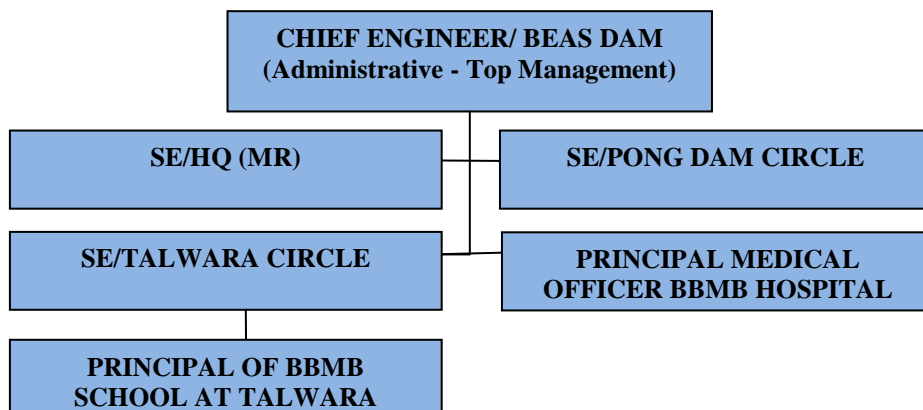 CHIEF ENGINEER/ BEAS DAM
(Administrative - Top Management)
SE/HQ (MR)
SE/PONG DAM CIRCLE
SE/TALWARA CIRCLE
PRINCIPAL MEDICAL
OFFICER BBMB HOSPITAL
PRINCIPAL OF BBMB
SCHOOL AT TALWARA